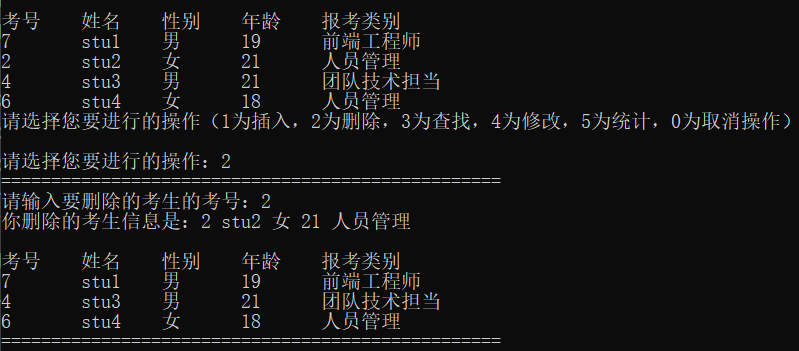 考号 姓名 性别 年龄 报考类别
7 stu1 男 19 前端工程师
2 stu2 女 21 人员管理
4 stu3 男 21 团队技术担当
6 stu4 女 18 人员管理
请选择您要进行的操作（1为插入，2为删除，3为查找，4为修改，5为统计，0为取消操作）
请选择您要进行的操作：2
==================================================
请输入要删除的考生的考号：2
你删除的考生信息是：2 stu2 女 21 人员管理
考号 姓名 性别 年龄 报考类别
7 stu1 男 19 前端工程师
4 stu3 男 21 团队技术担当
6 stu4 女 18 人员管理
==================================================